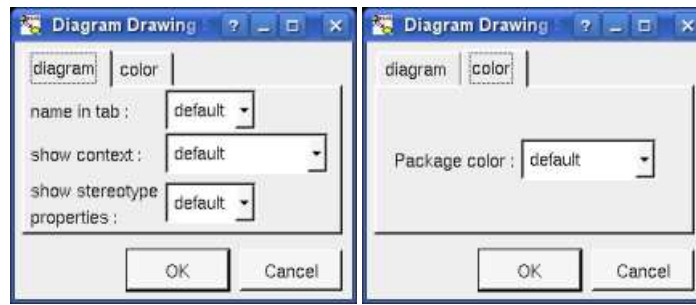 Diagram Drawing
diagram color
name in tab : default
show context : default
show stereotype
properties : default
OK Cancel
Diagram Drawing
diagram color
Package color : default
OK Cancel